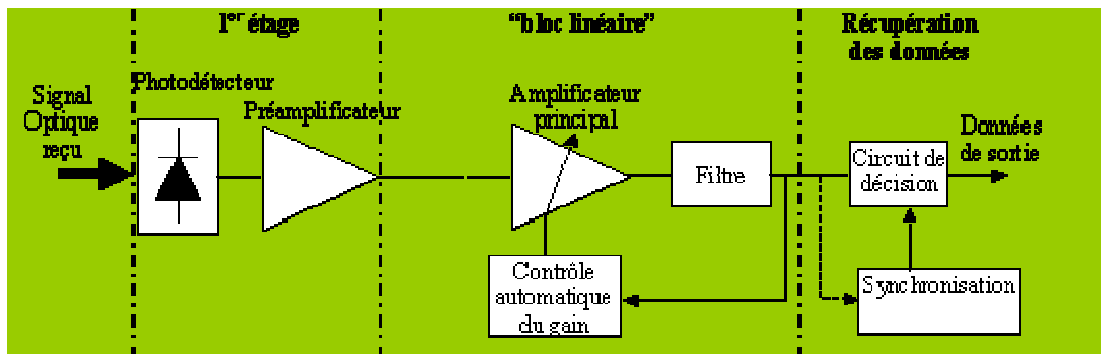 1er étage
“bloc linéaire”
Récupération
des données
Photodétecteur
Signal
Optique
reçu
Préamplificateur
Amplificateur
principal
Filtre
Circuit de
décision
Données
de sortie
Contrôle
automatique
du gain
Synchronisation